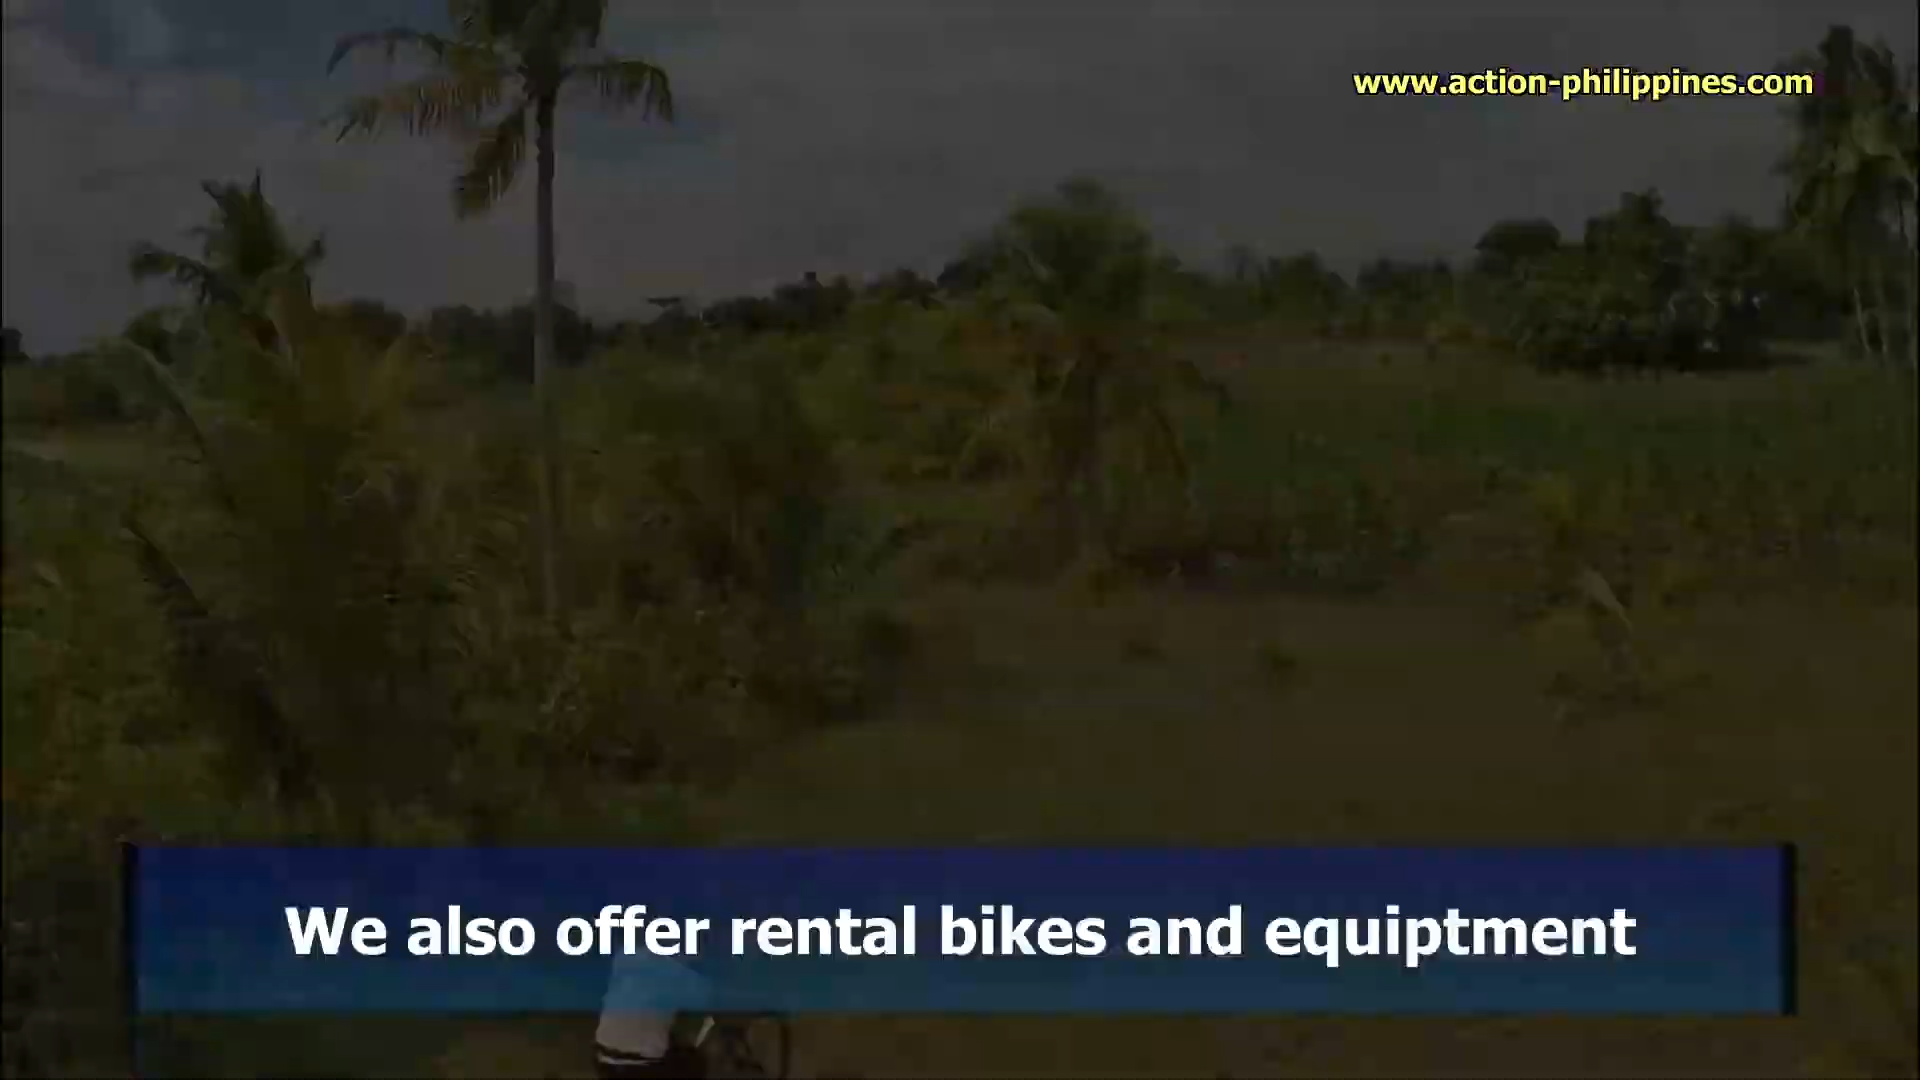 www.action-philippines.com
We also offer rental bikes and equiptment